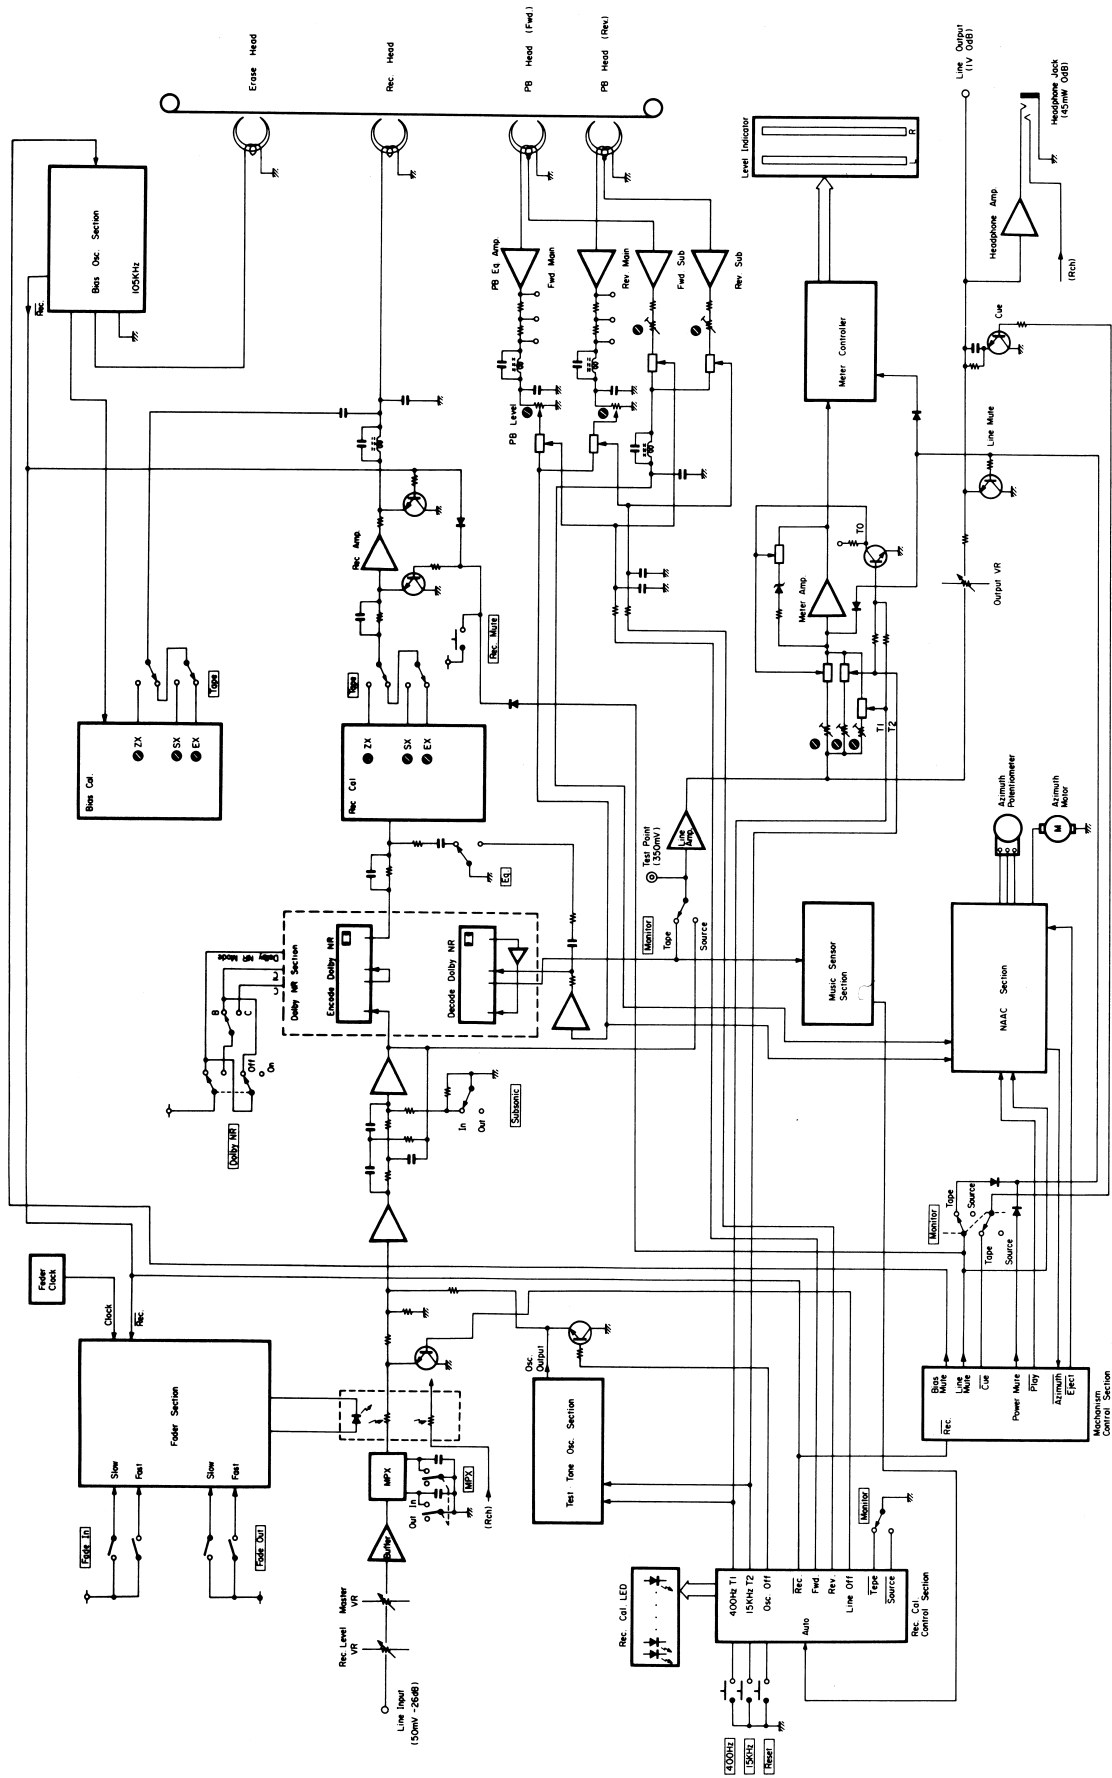 Erase Head
Rec. Head
PB Head (Fwd.)
PB Head (Rev.)
Line Output
(1V 0dB)
Headphone Jack
(45mW 0dB)
Level Indicator
L
R
Headphone Amp.
(Rch)
Bias Osc. Section
105KHz
Rec.
PB Eq Amp.
Fwd Main
Rev. Main
Fwd Sub
Rev Sub
Meter Controller
Cue
PB Level
Line Mute
Rec Amp.
Meter Amp.
TO
Output VR
Rec. Mute
Tape
Tape
T1
T2
Bias Cal.
ZX
SX
EX
Rec Cal
ZX
SX
EX
Line
Amp.
Test Point
(350mV)
Azimuth
Potentiometer
Azimuth
Motor
M
Eq
Monitor
Tape
Source
Dolby NR Mode
C
Dolby NR Section
Encode Dolby NR
Decode Dolby NR
Music Sensor
Section
NAAC Section
B
C
Off
On
Dolby NR
Subsonic
In
Out
Monitor
Tape
Source
Tape
Source
Feder
Clock
Clock
Rec.
Fader Section
Slow
Fast
Slow
Fast
Fade In
Fade Out
Osc.
Output
Test Tone Osc. Section
Bias
Mute
Line
Mute
Cue
Power Mute
Play
Azimuth
Eject
Rec.
Machanism
Control Section
MPX
MPX
In
Out
(Rch)
Buffer
Master
VR
Rec. Level
VR
Line Input
(50mV -26dB)
Monitor
Rec. Cal. LED
400Hz T1
15KHz T2
Osc. Off
Rec.
Fwd.
Rev.
Line Off
Tepe
Source
Auto
Rec. Cal.
Control Section
400Hz
15KHz
Reset